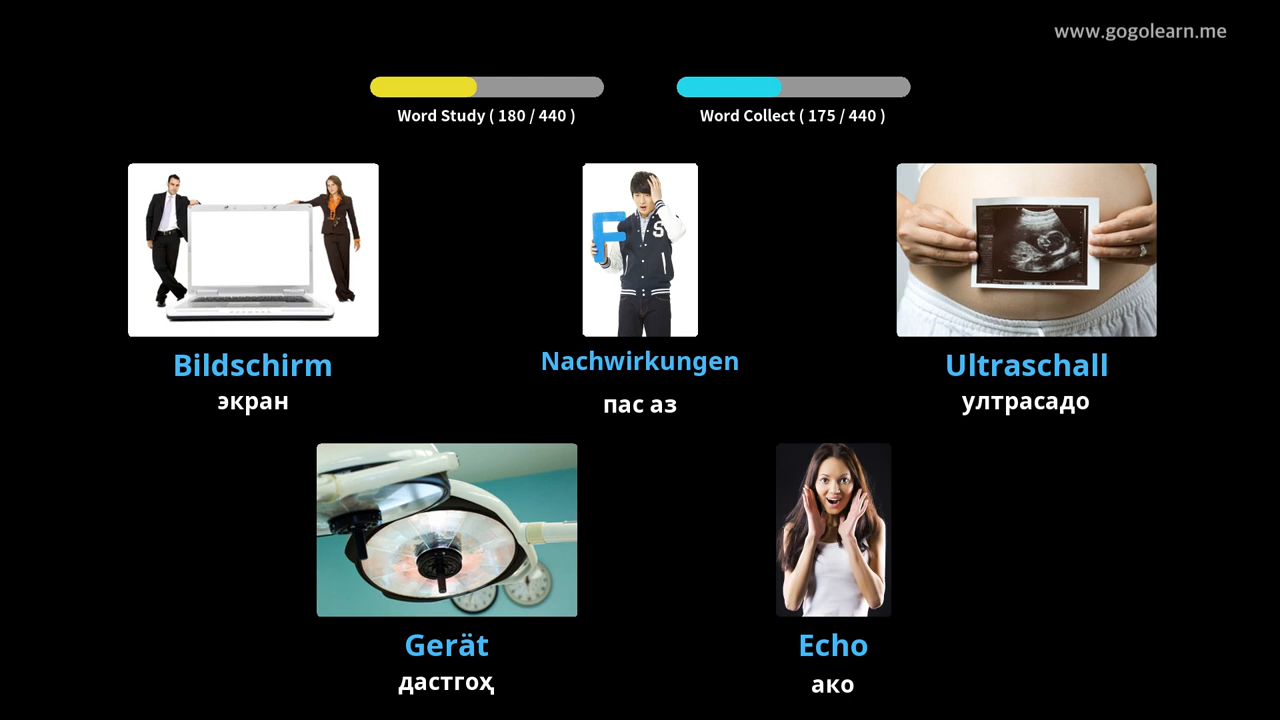 www.gogolearn.me
Word Study ( 180 / 440 )
Word Collect ( 175 / 440 )
F
S
Bildschirm
экран
Nachwirkungen
пас аз
Ultraschall
ултрасадо
Gerät
дастгоҳ
Echo
ако